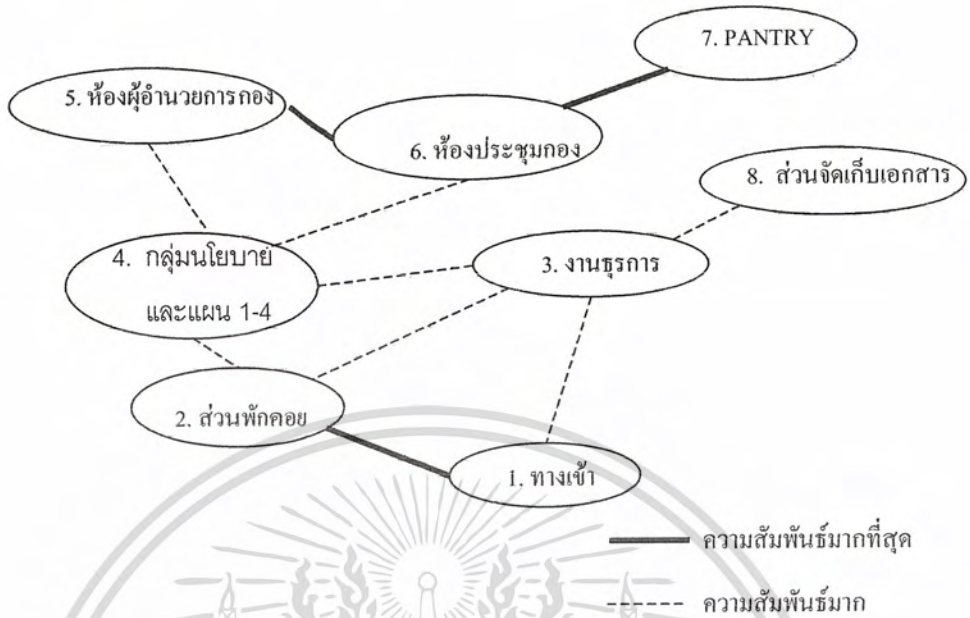 7. PANTRY
5. ห้องผู้อำนวยการกอง
6. ห้องประชุมกอง
8. ส่วนจัดเก็บเอกสาร
4. กลุ่มนโยบาย
และแผน 1-4
3. งานธุรการ
2. ส่วนพักคอย
1. ทางเข้า
ความสัมพันธ์มากที่สุด
ความสัมพันธ์มาก